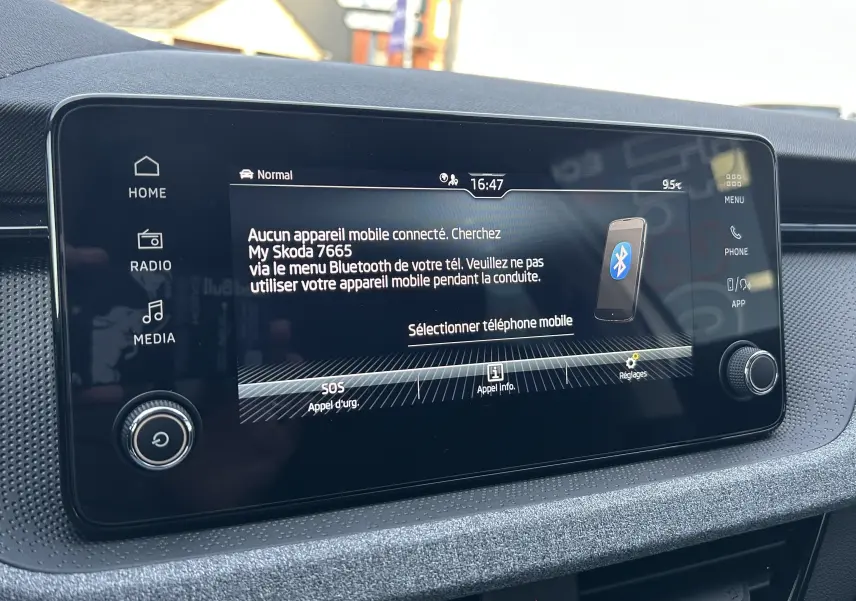 Normal
16:47
9.5°C
HOME
RADIO
MEDIA
Aucun appareil mobile connecté. Cherchez
My Skoda 7665
via le menu Bluetooth de votre tél. Veuillez ne pas
utiliser votre appareil mobile pendant la conduite.
Sélectionner téléphone mobile
SOS
Appel d'urg.
Appel info.
Réglages
MENU
PHONE
APP